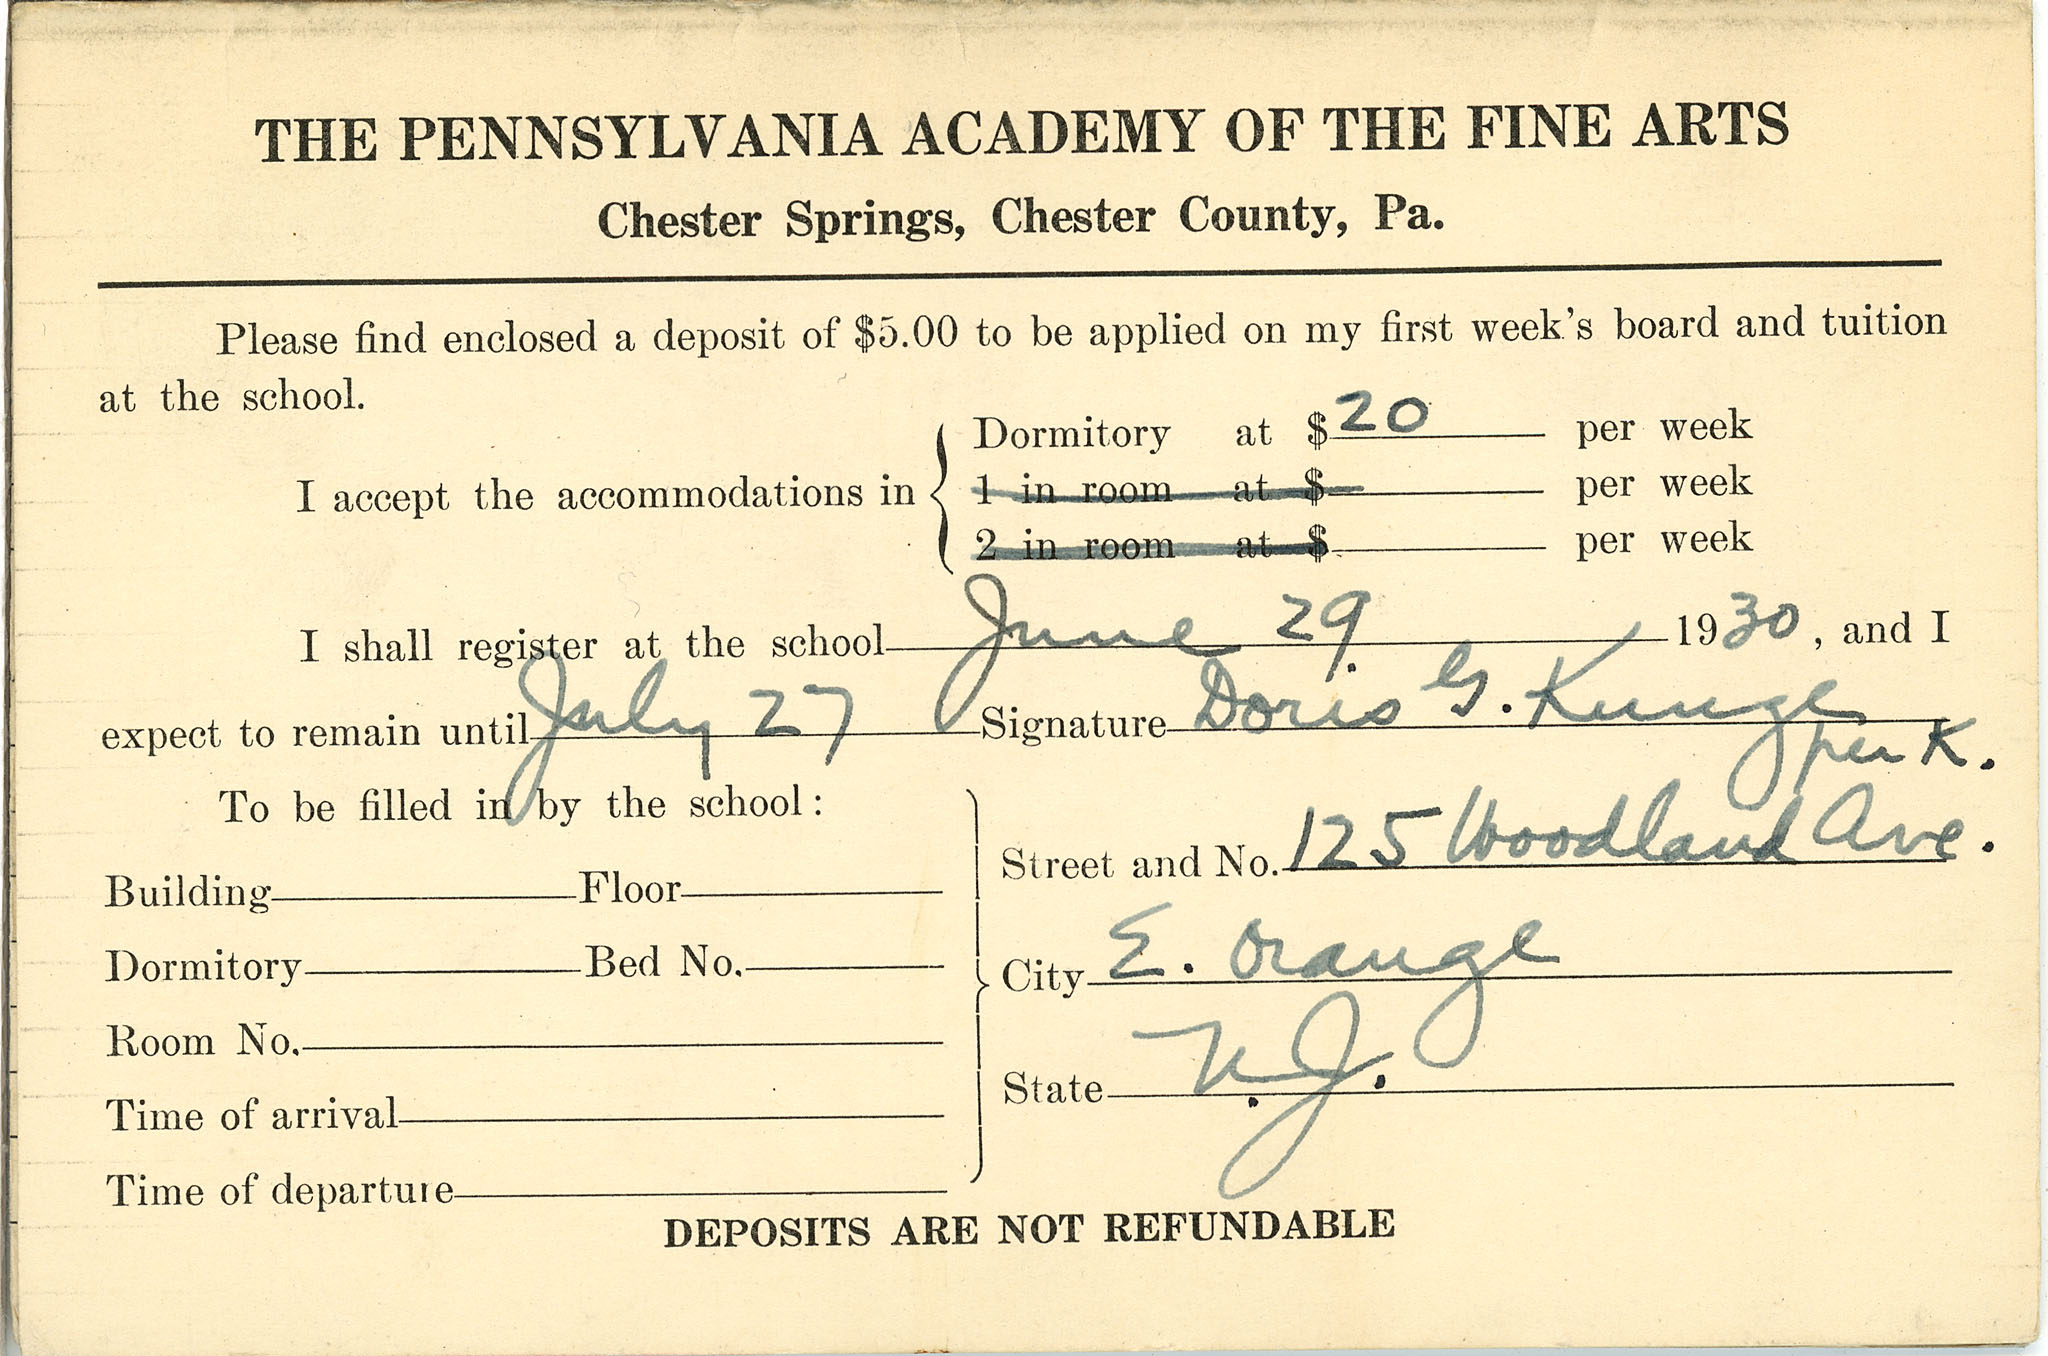 THE PENNSYLVANIA ACADEMY OF THE FINE ARTS
Chester Springs, Chester County, Pa.
Please find enclosed a deposit of $5.00 to be applied on my first week's board and tuition
at the school.
Dormitory at $20 per week
I accept the accommodations in
1 in room at $ per week
2 in room at $ per week
I shall register at the school June 29. 1930, and I
expect to remain until July 27 Signature Doris G. Kunze
per K.
To be filled in by the school:
Street and No. 125 Woodland Ave.
Building Floor
City E. Orange
Dormitory Bed No.
Room No.
State N.J.
Time of arrival
Time of departure
DEPOSITS ARE NOT REFUNDABLE